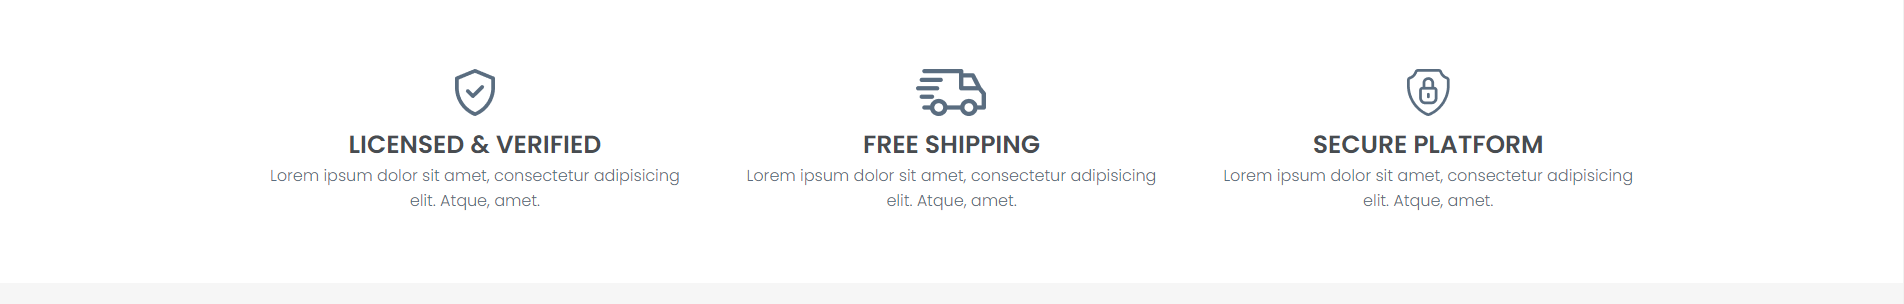 LICENSED & VERIFIED
Lorem ipsum dolor sit amet, consectetur adipisicing
elit. Atque, amet.
FREE SHIPPING
Lorem ipsum dolor sit amet, consectetur adipisicing
elit. Atque, amet.
SECURE PLATFORM
Lorem ipsum dolor sit amet, consectetur adipisicing
elit. Atque, amet.